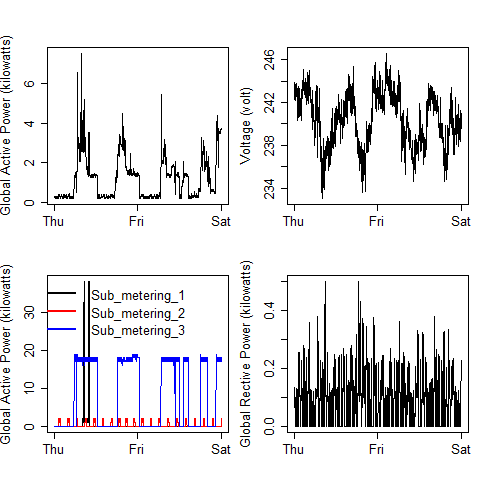 Global Active Power (kilowatts)
0 2 4 6
Thu Fri Sat
Voltage (volt)
234 238 242 246
Thu Fri Sat
Global Active Power (kilowatts)
0 10 20 30
Sub_metering_1
Sub_metering_2
Sub_metering_3
Thu Fri Sat
Global Rective Power (kilowatts)
0.0 0.2 0.4
Thu Fri Sat